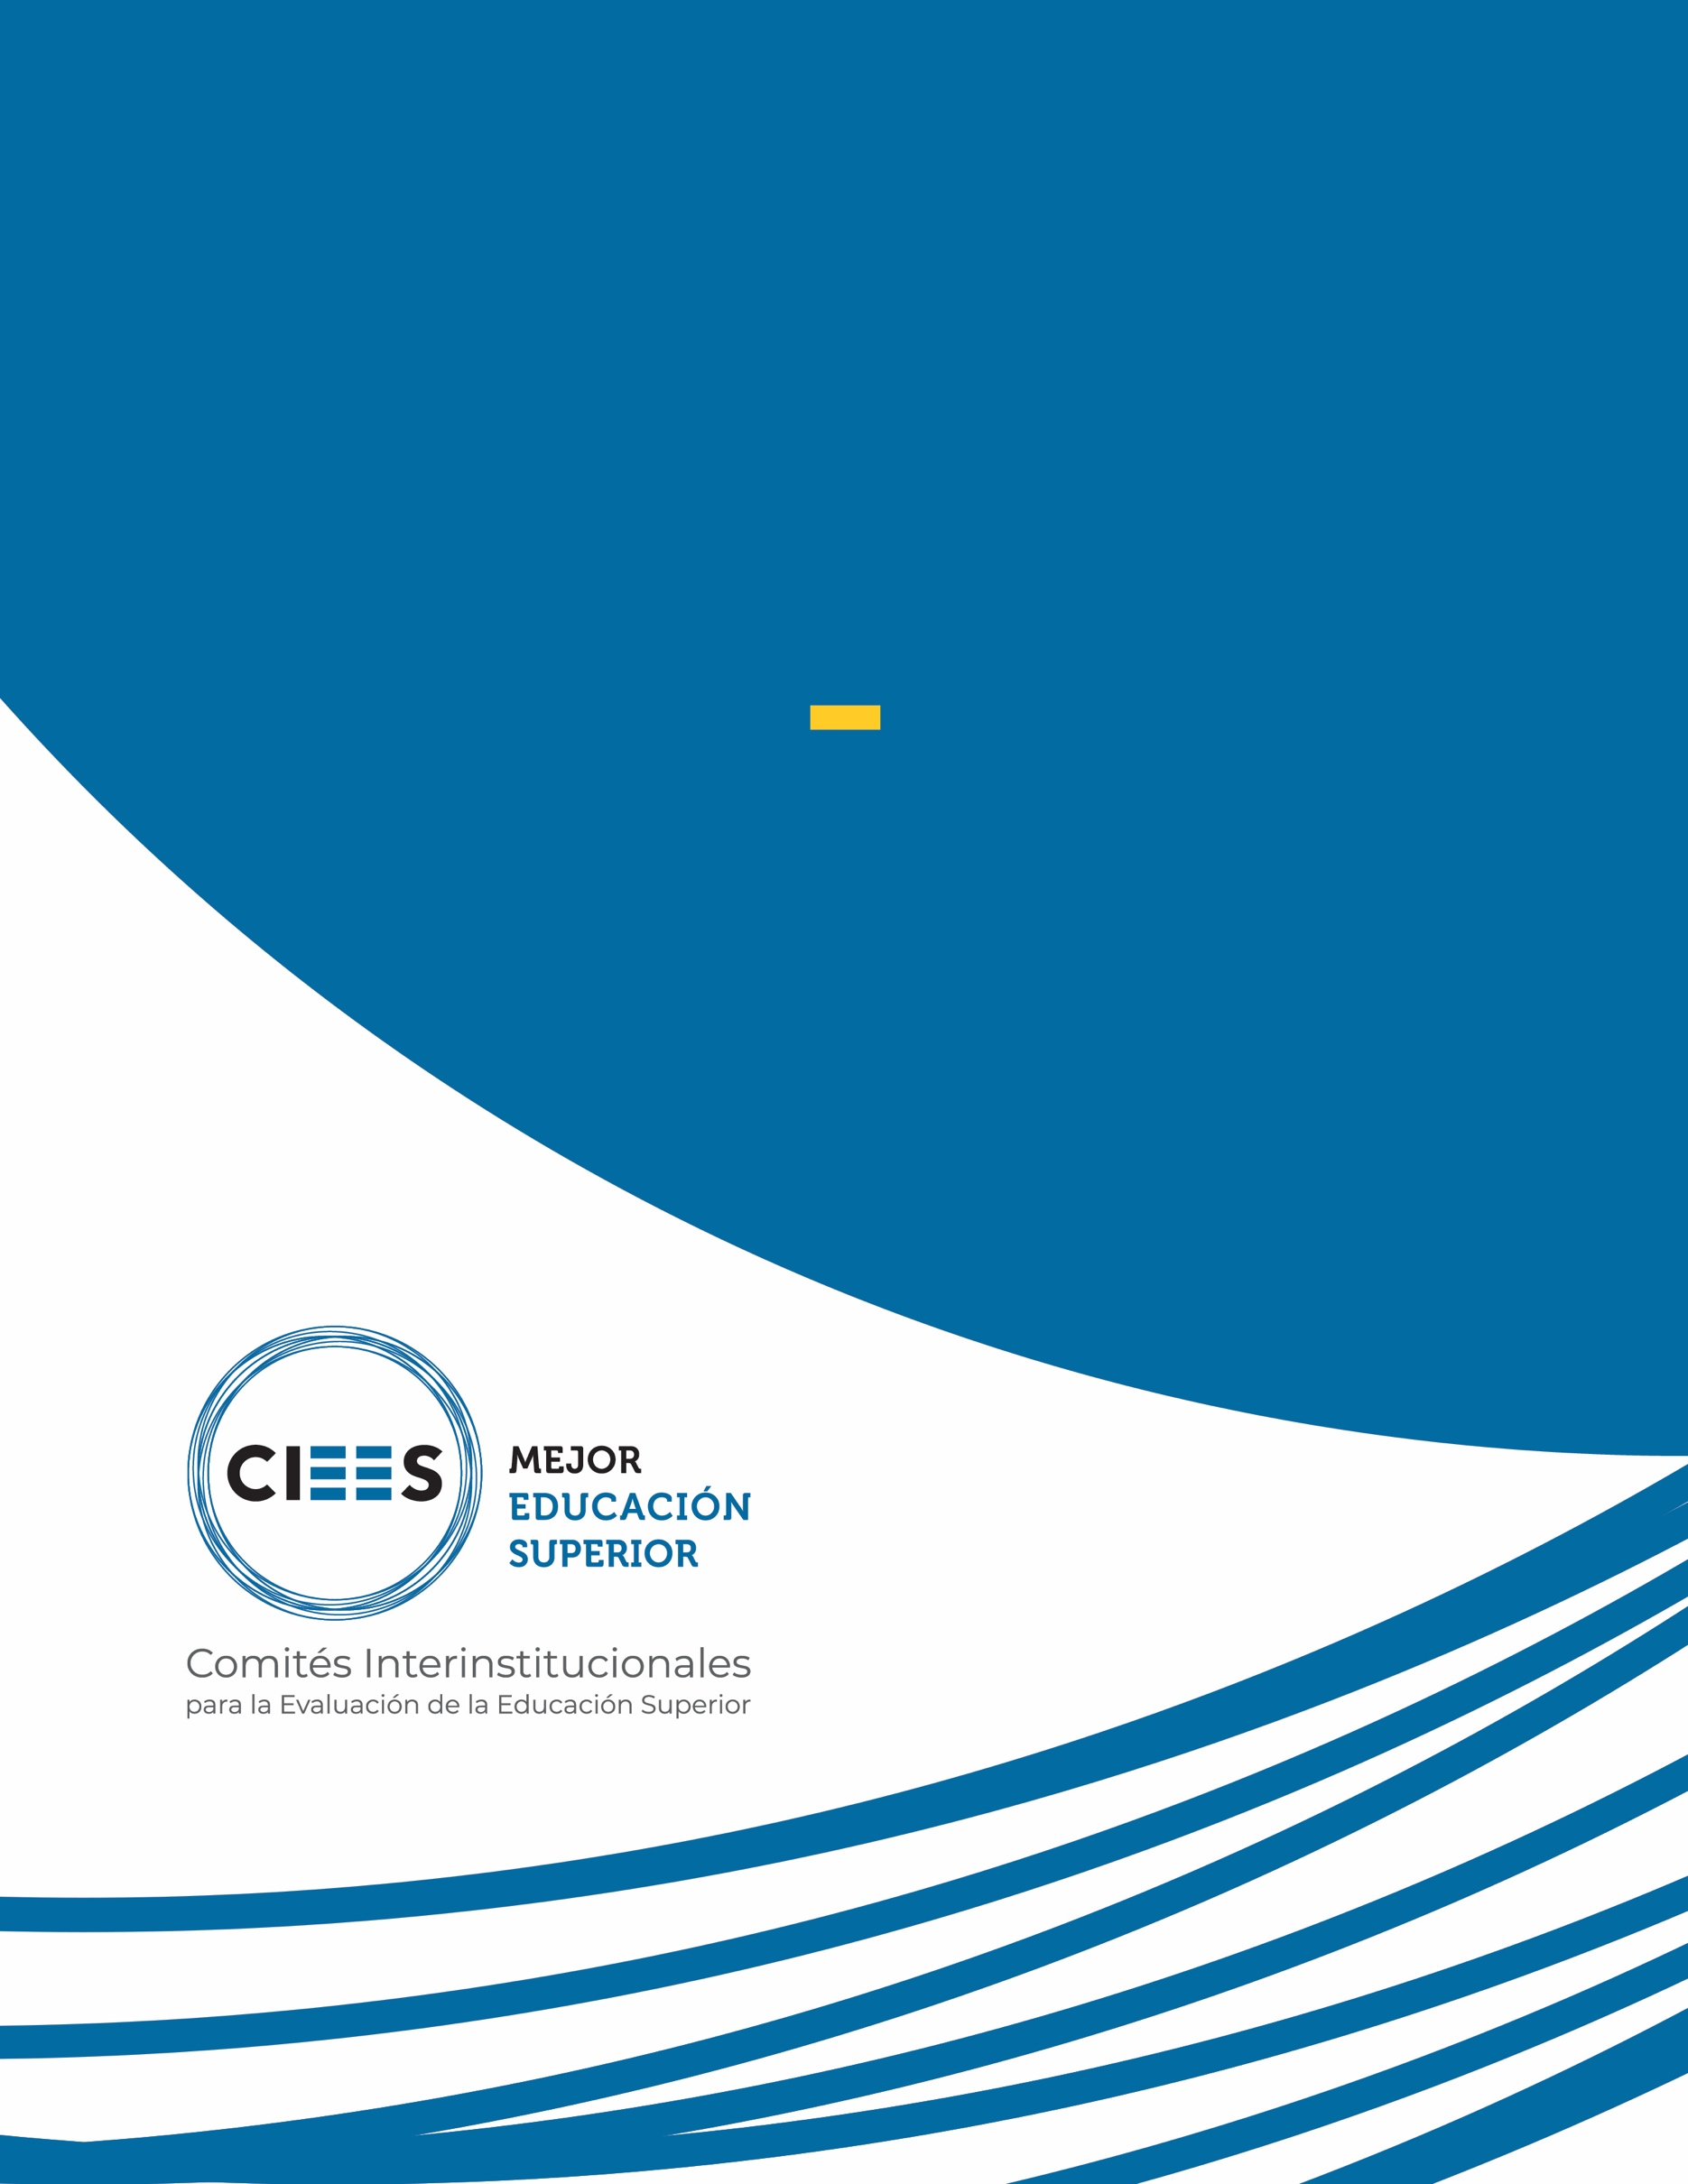 CIEES
MEJOR
EDUCACIÓN
SUPERIOR
Comités Interinstitucionales
para la Evaluación de la Educación Superior